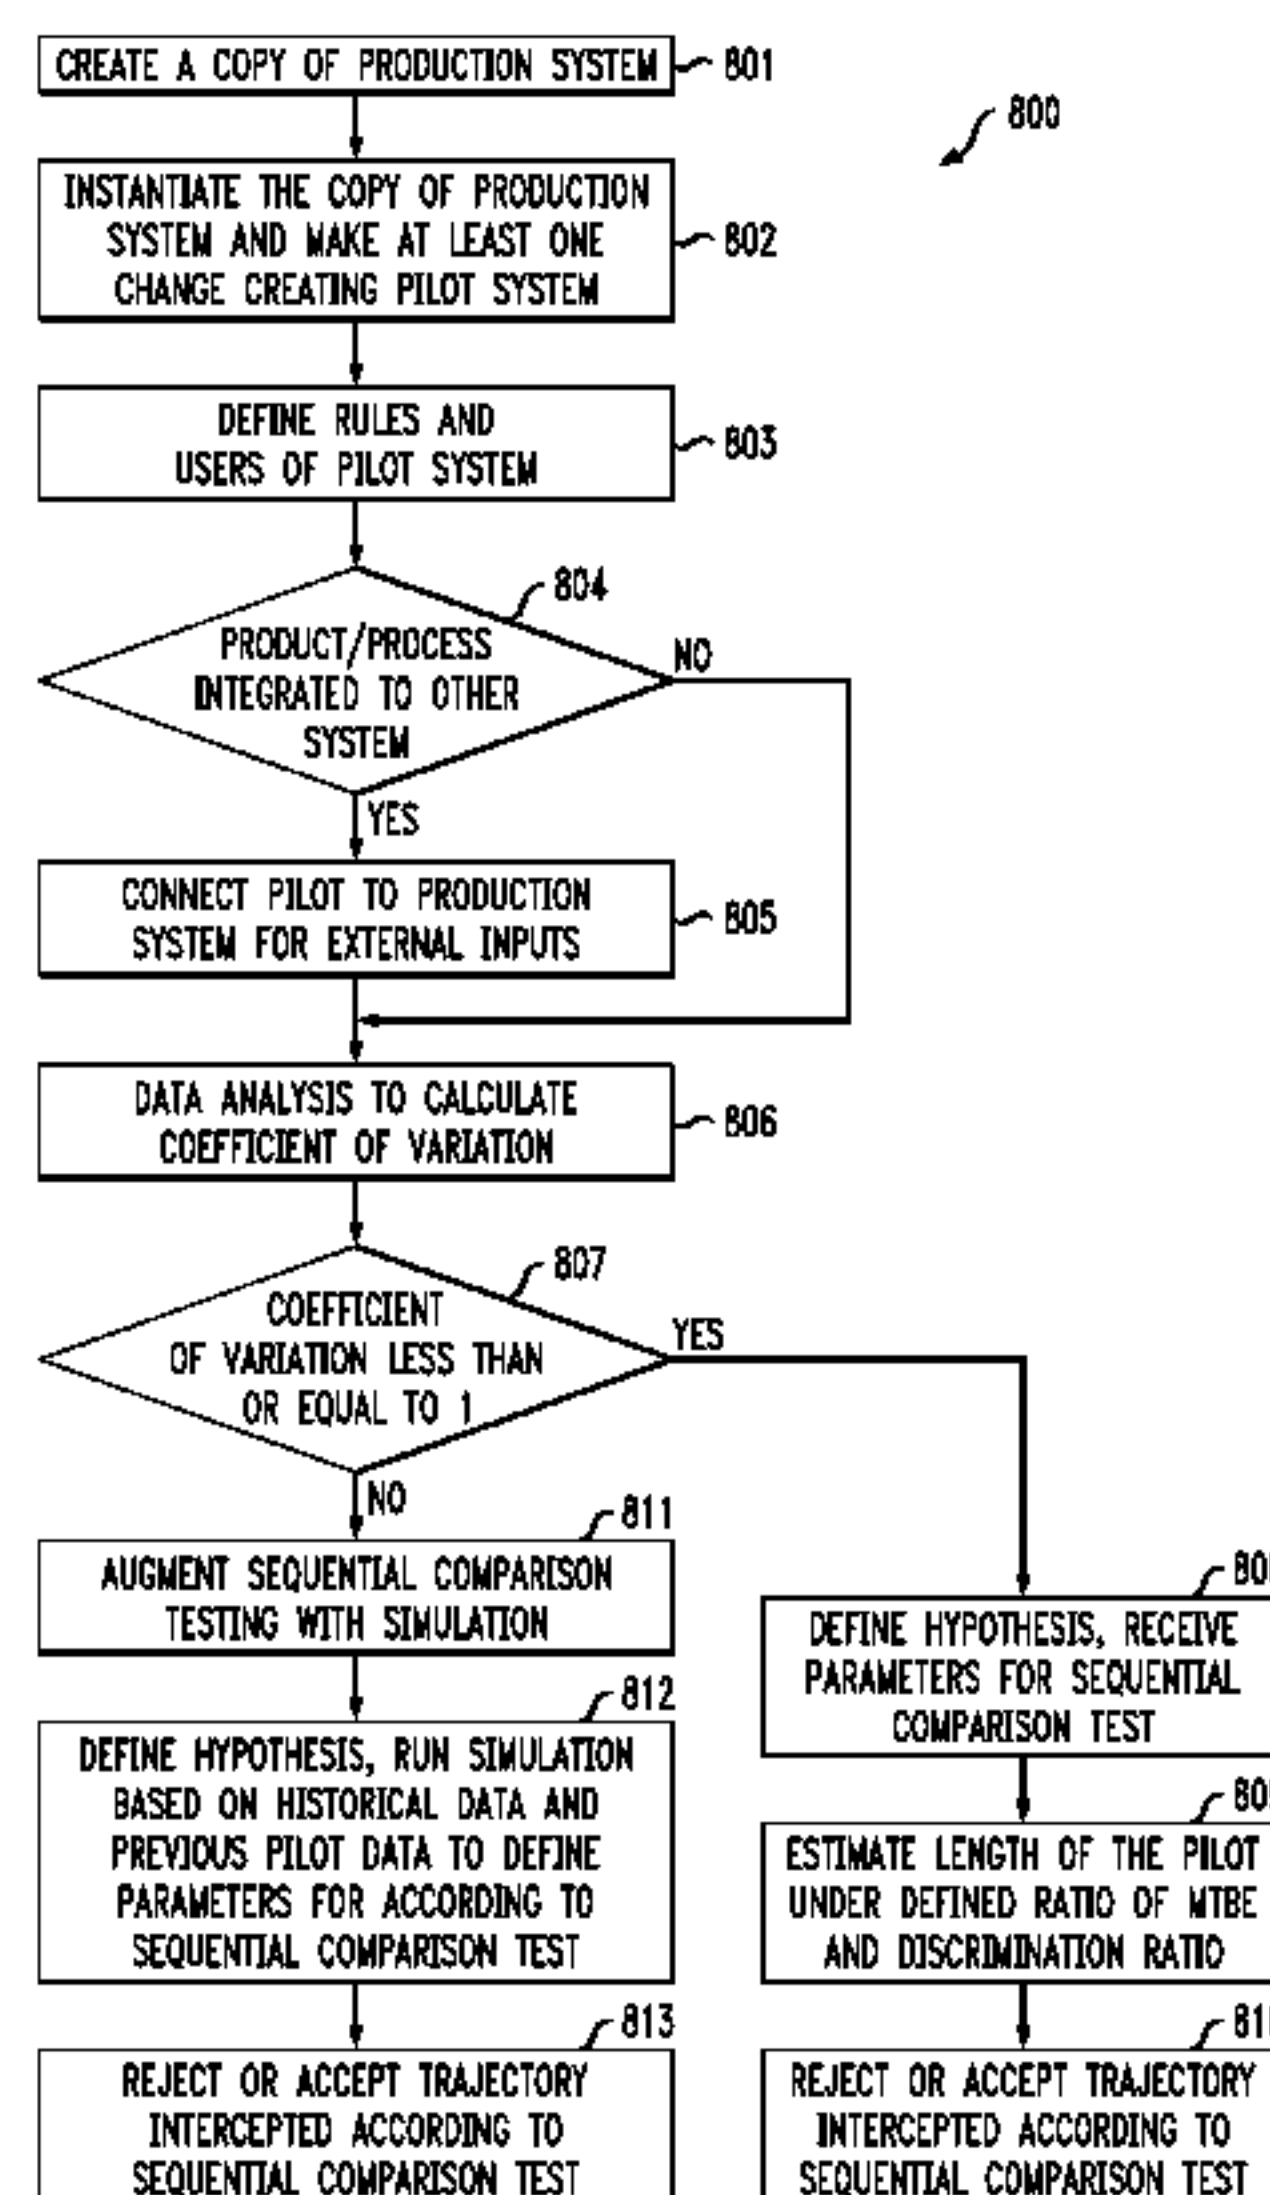 CREATE A COPY OF PRODUCTION SYSTEM
801
800
INSTANTIATE THE COPY OF PRODUCTION
SYSTEM AND MAKE AT LEAST ONE
CHANGE CREATING PILOT SYSTEM
802
DEFINE RULES AND
USERS OF PILOT SYSTEM
803
804
PRODUCT/PROCESS
INTEGRATED TO OTHER
SYSTEM
NO
YES
CONNECT PILOT TO PRODUCTION
SYSTEM FOR EXTERNAL INPUTS
805
DATA ANALYSIS TO CALCULATE
COEFFICIENT OF VARIATION
806
807
COEFFICIENT
OF VARIATION LESS THAN
OR EQUAL TO 1
YES
NO
811
AUGMENT SEQUENTIAL COMPARISON
TESTING WITH SIMULATION
812
DEFINE HYPOTHESIS, RUN SIMULATION
BASED ON HISTORICAL DATA AND
PREVIOUS PILOT DATA TO DEFINE
PARAMETERS FOR ACCORDING TO
SEQUENTIAL COMPARISON TEST
813
REJECT OR ACCEPT TRAJECTORY
INTERCEPTED ACCORDING TO
SEQUENTIAL COMPARISON TEST
DEFINE HYPOTHESIS, RECEIVE
PARAMETERS FOR SEQUENTIAL
COMPARISON TEST
ESTIMATE LENGTH OF THE PILOT
UNDER DEFINED RATIO OF MTBE
AND DISCRIMINATION RATIO
REJECT OR ACCEPT TRAJECTORY
INTERCEPTED ACCORDING TO
SEQUENTIAL COMPARISON TEST